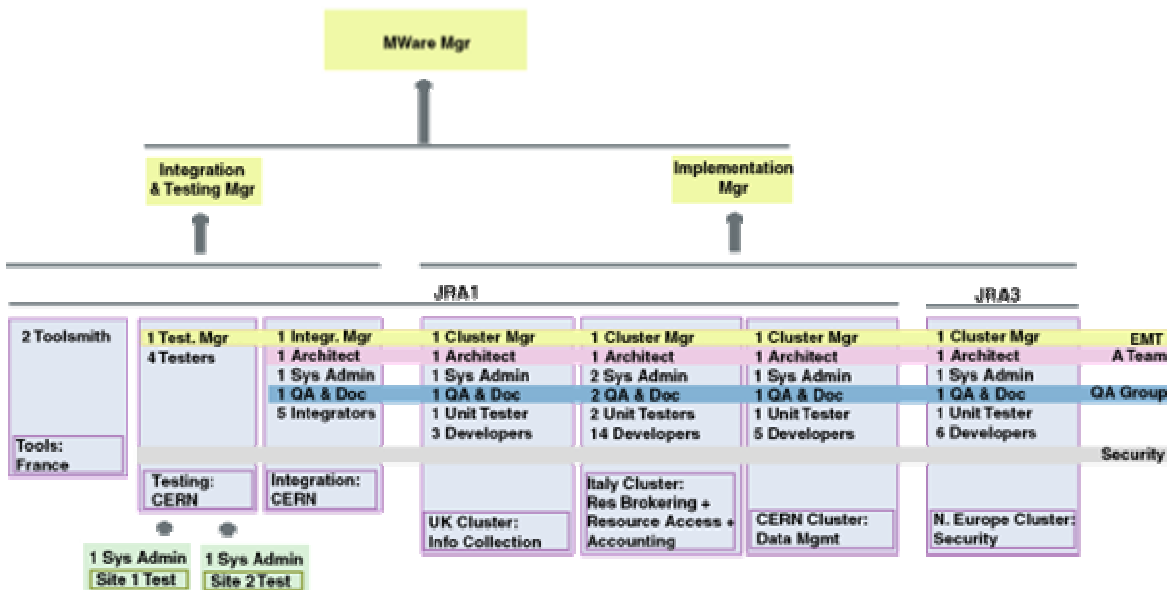 MWare Mgr
Integration
& Testing Mgr
Implementation
Mgr
JRA1
JRA3
2 Toolsmith
Tools:
France
1 Test. Mgr
4 Testers
Testing:
CERN
1 Integr. Mgr
1 Architect
1 Sys Admin
1 QA & Doc
5 Integrators
Integration:
CERN
1 Cluster Mgr
1 Architect
1 Sys Admin
1 QA & Doc
1 Unit Tester
3 Developers
UK Cluster:
Info Collection
1 Cluster Mgr
1 Architect
2 Sys Admin
2 QA & Doc
2 Unit Testers
14 Developers
Italy Cluster:
Res Brokering +
Resource Access +
Accounting
1 Cluster Mgr
1 Architect
1 Sys Admin
1 QA & Doc
1 Unit Tester
5 Developers
CERN Cluster:
Data Mgmt
1 Cluster Mgr
1 Architect
1 Sys Admin
1 QA & Doc
1 Unit Tester
6 Developers
N. Europe Cluster:
Security
EMT
A Team
QA Group
Security
1 Sys Admin
Site 1 Test
1 Sys Admin
Site 2 Test